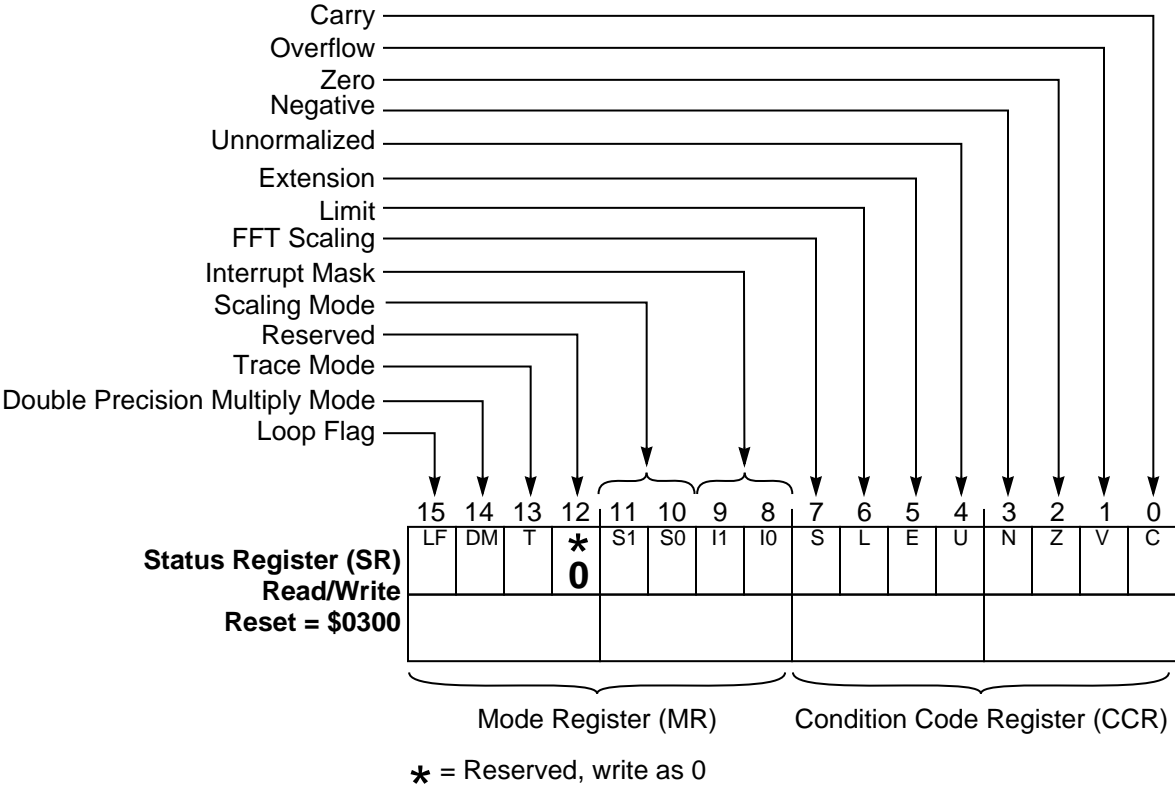 Carry
Overflow
Zero
Negative
Unnormalized
Extension
Limit
FFT Scaling
Interrupt Mask
Scaling Mode
Reserved
Trace Mode
Double Precision Multiply Mode
Loop Flag
15 14 13 12 11 10 9 8 7 6 5 4 3 2 1 0
LF DM T * S1 S0 I1 I0 S L E U N Z V C
0
Status Register (SR)
Read/Write
Reset = $0300
Mode Register (MR) Condition Code Register (CCR)
* = Reserved, write as 0